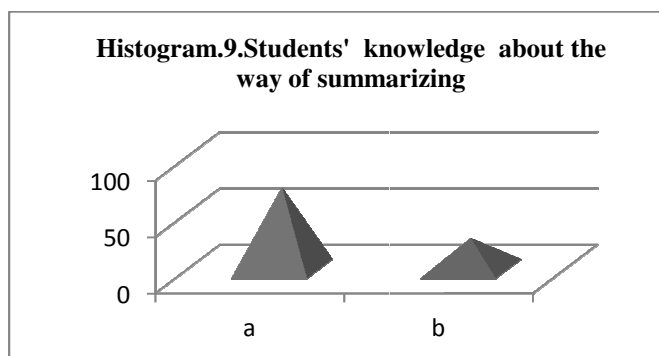 Histogram.9.Students' knowledge about the
way of summarizing
100
50
0
a b